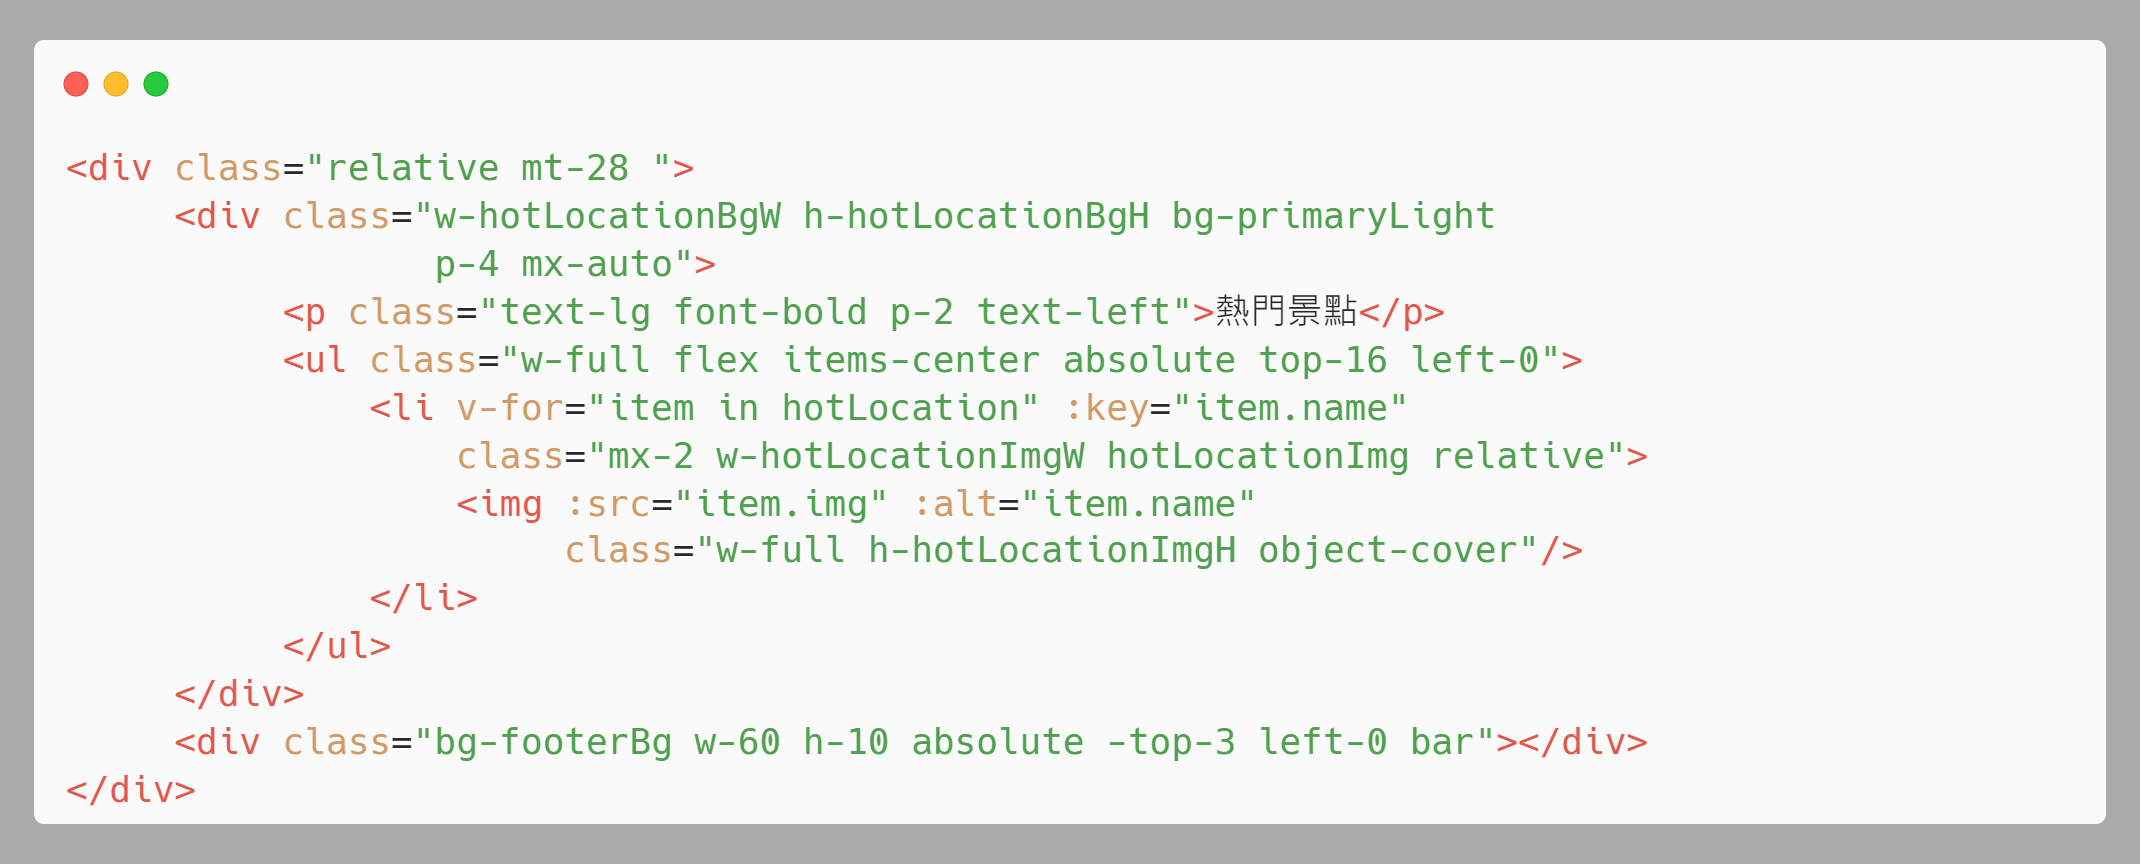 <div class="relative mt-28 ">
     <div class="w-hotLocationBgW h-hotLocationBgH bg-primaryLight
                 p-4 mx-auto">
          <p class="text-lg font-bold p-2 text-left">熱門景點</p>
          <ul class="w-full flex items-center absolute top-16 left-0">
              <li v-for="item in hotLocation" :key="item.name"
                  class="mx-2 w-hotLocationImgW hotLocationImg relative">
                  <img :src="item.img" :alt="item.name"
                       class="w-full h-hotLocationImgH object-cover"/>
              </li>
          </ul>
     </div>
     <div class="bg-footerBg w-60 h-10 absolute -top-3 left-0 bar"></div>
</div>